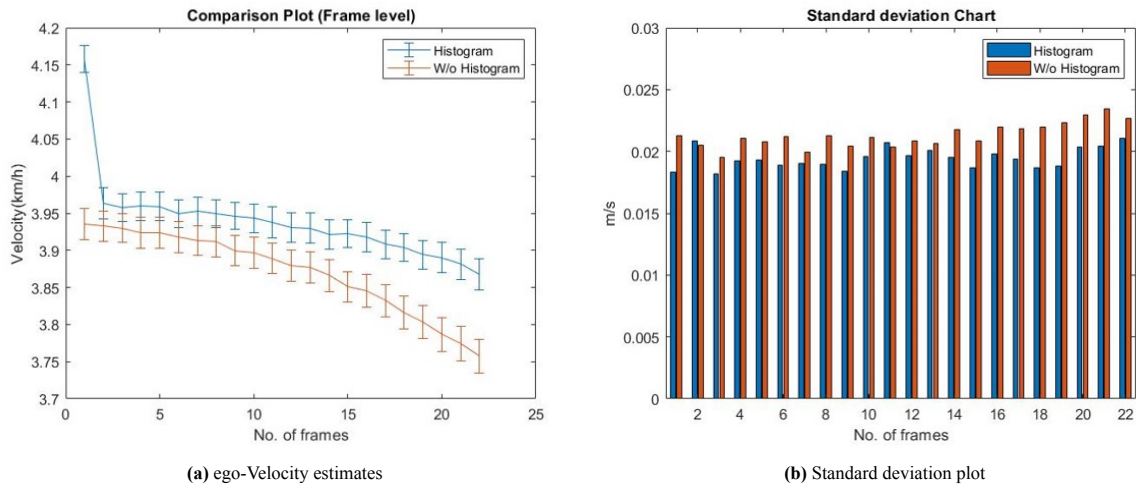 Comparison Plot (Frame level)
4.2
4.15
4.1
4.05
4
3.95
3.9
3.85
3.8
3.75
3.7
Velocity(km/h)
Histogram
W/o Histogram
0
5
10
15
20
25
No. of frames
(a) ego-Velocity estimates
Standard deviation Chart
0.03
0.025
0.02
0.015
0.01
0.005
0
m/s
Histogram
W/o Histogram
2
4
6
8
10
12
14
16
18
20
22
No. of frames
(b) Standard deviation plot